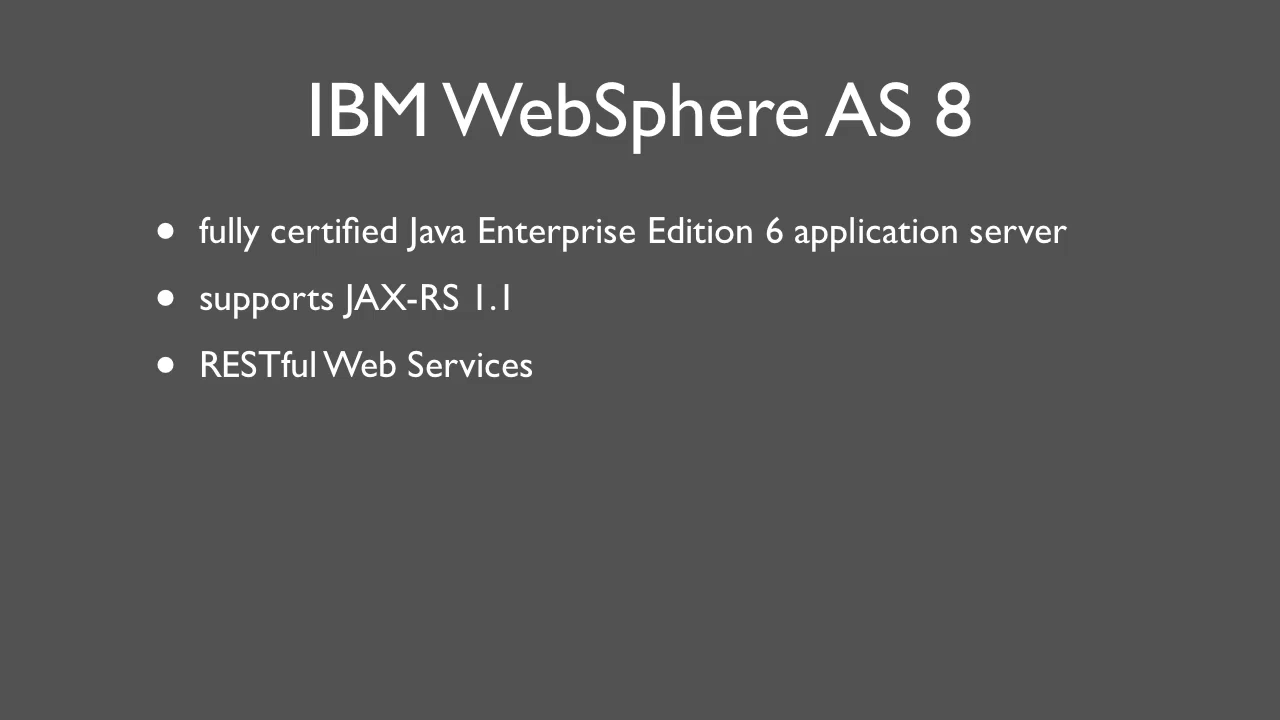 IBM WebSphere AS 8
• fully certified Java Enterprise Edition 6 application server
• supports JAX-RS 1.1
• RESTful Web Services